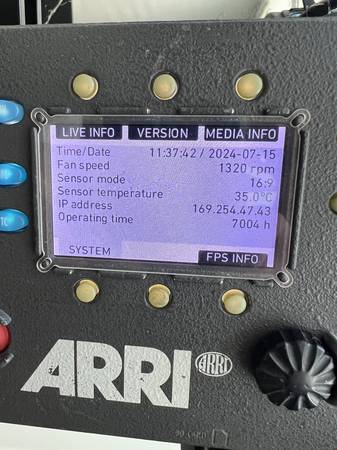 LIVE INFO VERSION MEDIA INFO
Time/Date 11:37:42 / 2024-07-15
Fan speed 1320 rpm
Sensor mode 16:9
Sensor temperature 35.0°C
IP address 169.254.47.43
Operating time 7004 h
SYSTEM FPS INFO
ARRI ARRI
SD CARD